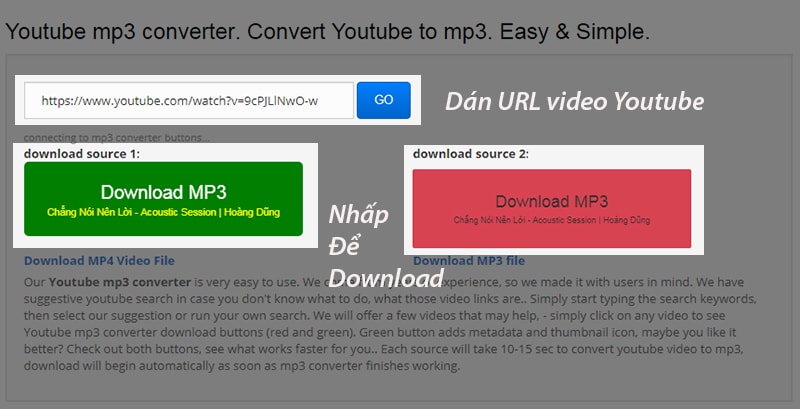 Youtube mp3 converter. Convert Youtube to mp3. Easy & Simple.
https://www.youtube.com/watch?v=9cPJLlNwO-w
GO
Dán URL video Youtube
connecting to mp3 converter buttons...
download source 1:
download source 2:
Download MP3
Chẳng Nói Nên Lời - Acoustic Session | Hoàng Dũng
Download MP3
Chẳng Nói Nên Lời - Acoustic Session | Hoàng Dũng
Nhấp
Để
Download
Download MP4 Video File
Download MP3 file
Our Youtube mp3 converter is very easy to use. We experience, so we made it with users in mind. We have
suggestive youtube search in case you don't know what to do, what those video links are.. Simply start typing the search keywords,
then select our suggestion or run your own search. We will offer a few videos that may help, - simply click on any video to see
Youtube mp3 converter download buttons (red and green). Green button adds metadata and thumbnail icon, maybe you like it
better? Check out both buttons, see what works faster for you.. Each source will take 10-15 sec to convert youtube video to mp3,
download will begin automatically as soon as mp3 converter finishes working.